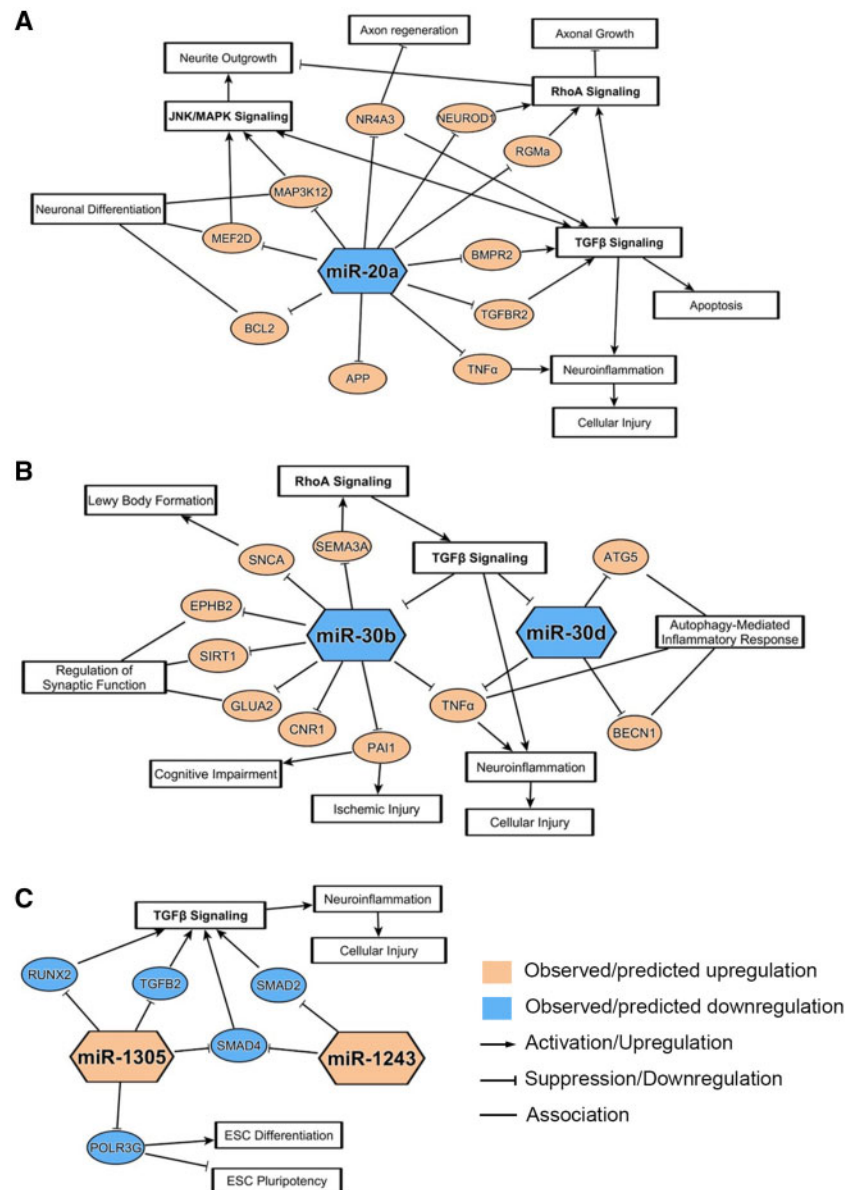 A
Axon regeneration
Axonal Growth
Neurite Outgrowth
RhoA Signaling
JNK/MAPK Signaling
NR4A3
NEUROD1
RGMa
MAP3K12
Neuronal Differentiation
MEF2D
TGFβ Signaling
BMPR2
miR-20a
TGFBR2
Apoptosis
BCL2
APP
TNFα
Neuroinflammation
Cellular Injury
B
RhoA Signaling
Lewy Body Formation
SEMA3A
TGFβ Signaling
ATG5
SNCA
EPHB2
miR-30b
miR-30d
Autophagy-Mediated
Inflammatory Response
SIRT1
Regulation of
Synaptic Function
GLUA2
CNR1
TNFα
BECN1
PAI1
Cognitive Impairment
Neuroinflammation
Ischemic Injury
Cellular Injury
C
Neuroinflammation
TGFβ Signaling
Cellular Injury
RUNX2
TGFB2
SMAD2
miR-1305
SMAD4
miR-1243
POLR3G
ESC Differentiation
ESC Pluripotency
Observed/predicted upregulation
Observed/predicted downregulation
Activation/Upregulation
Suppression/Downregulation
Association